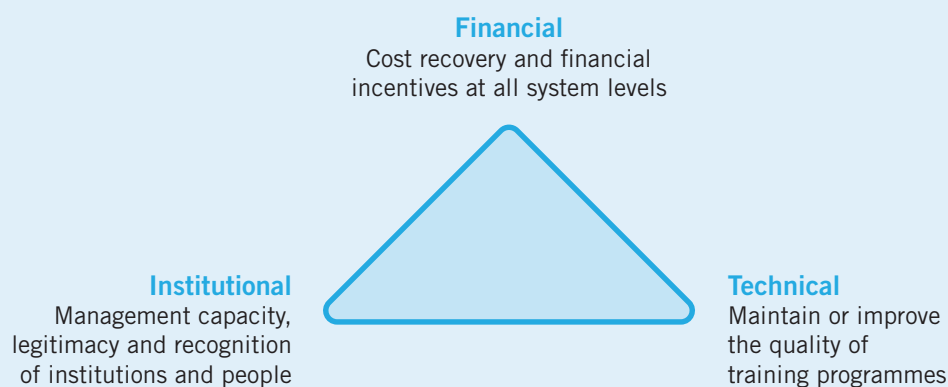 Financial
Cost recovery and financial
incentives at all system levels
Institutional
Management capacity,
legitimacy and recognition
of institutions and people
Technical
Maintain or improve
the quality of
training programmes